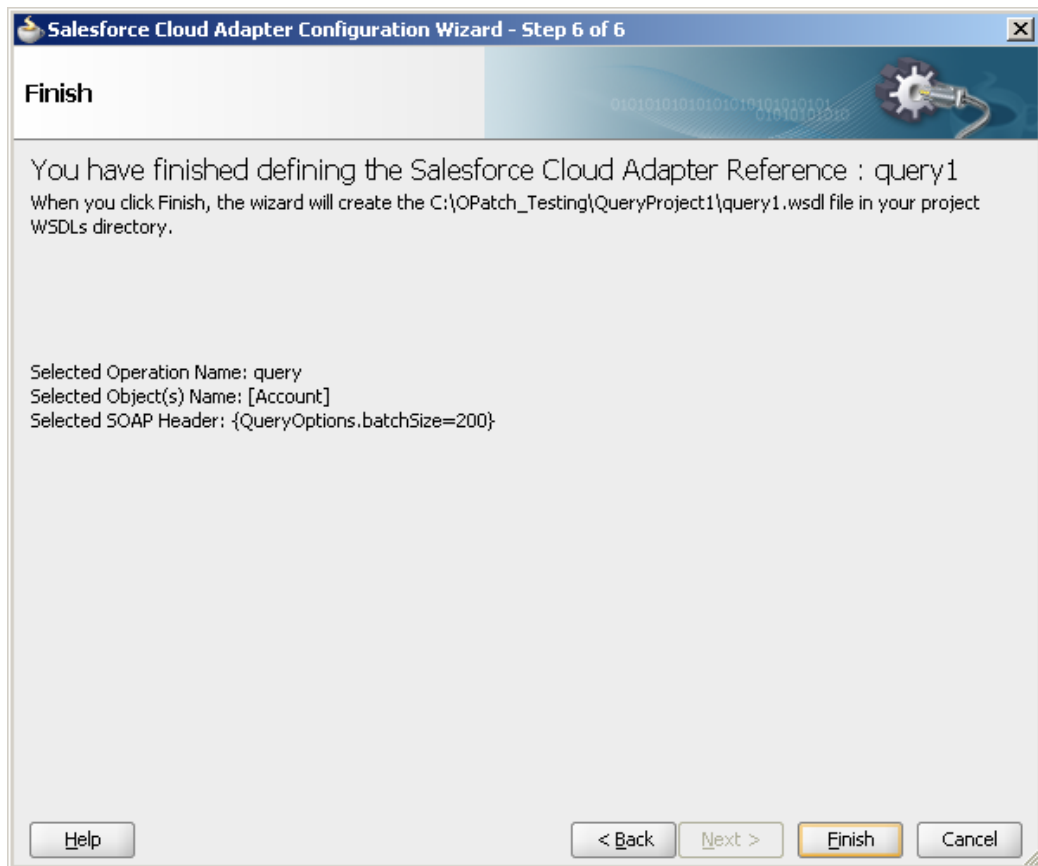 Salesforce Cloud Adapter Configuration Wizard - Step 6 of 6
Finish
0101010101010101010101010101
01010101010
You have finished defining the Salesforce Cloud Adapter Reference : query1
When you click Finish, the wizard will create the C:\OPatch_Testing\QueryProject1\query1.wsdl file in your project
WSDLs directory.
Selected Operation Name: query
Selected Object(s) Name: [Account]
Selected SOAP Header: {QueryOptions.batchSize=200}
Help
< Back
Next >
Finish
Cancel